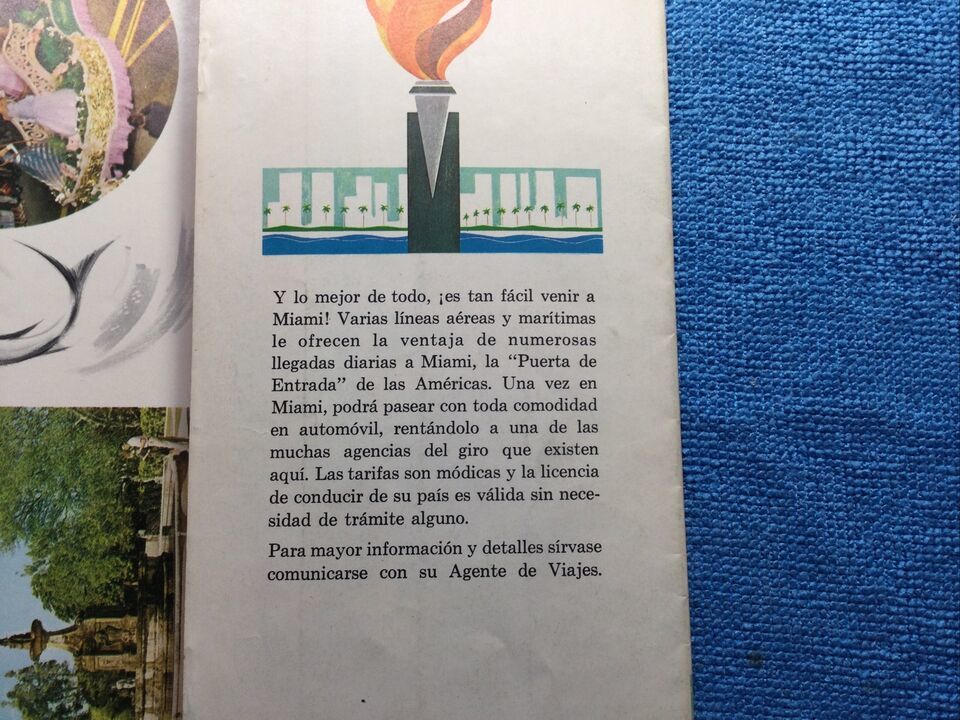 Y lo mejor de todo, ¡es tan fácil venir a
Miami! Varias líneas aéreas y marítimas
le ofrecen la ventaja de numerosas
llegadas diarias a Miami, la “Puerta de
Entrada” de las Américas. Una vez en
Miami, podrá pasear con toda comodidad
en automóvil, rentándolo a una de las
muchas agencias del giro que existen
aquí. Las tarifas son módicas y la licencia
de conducir de su país es válida sin nece-
sidad de trámite alguno.
Para mayor información y detalles sírvase
comunicarse con su Agente de Viajes.